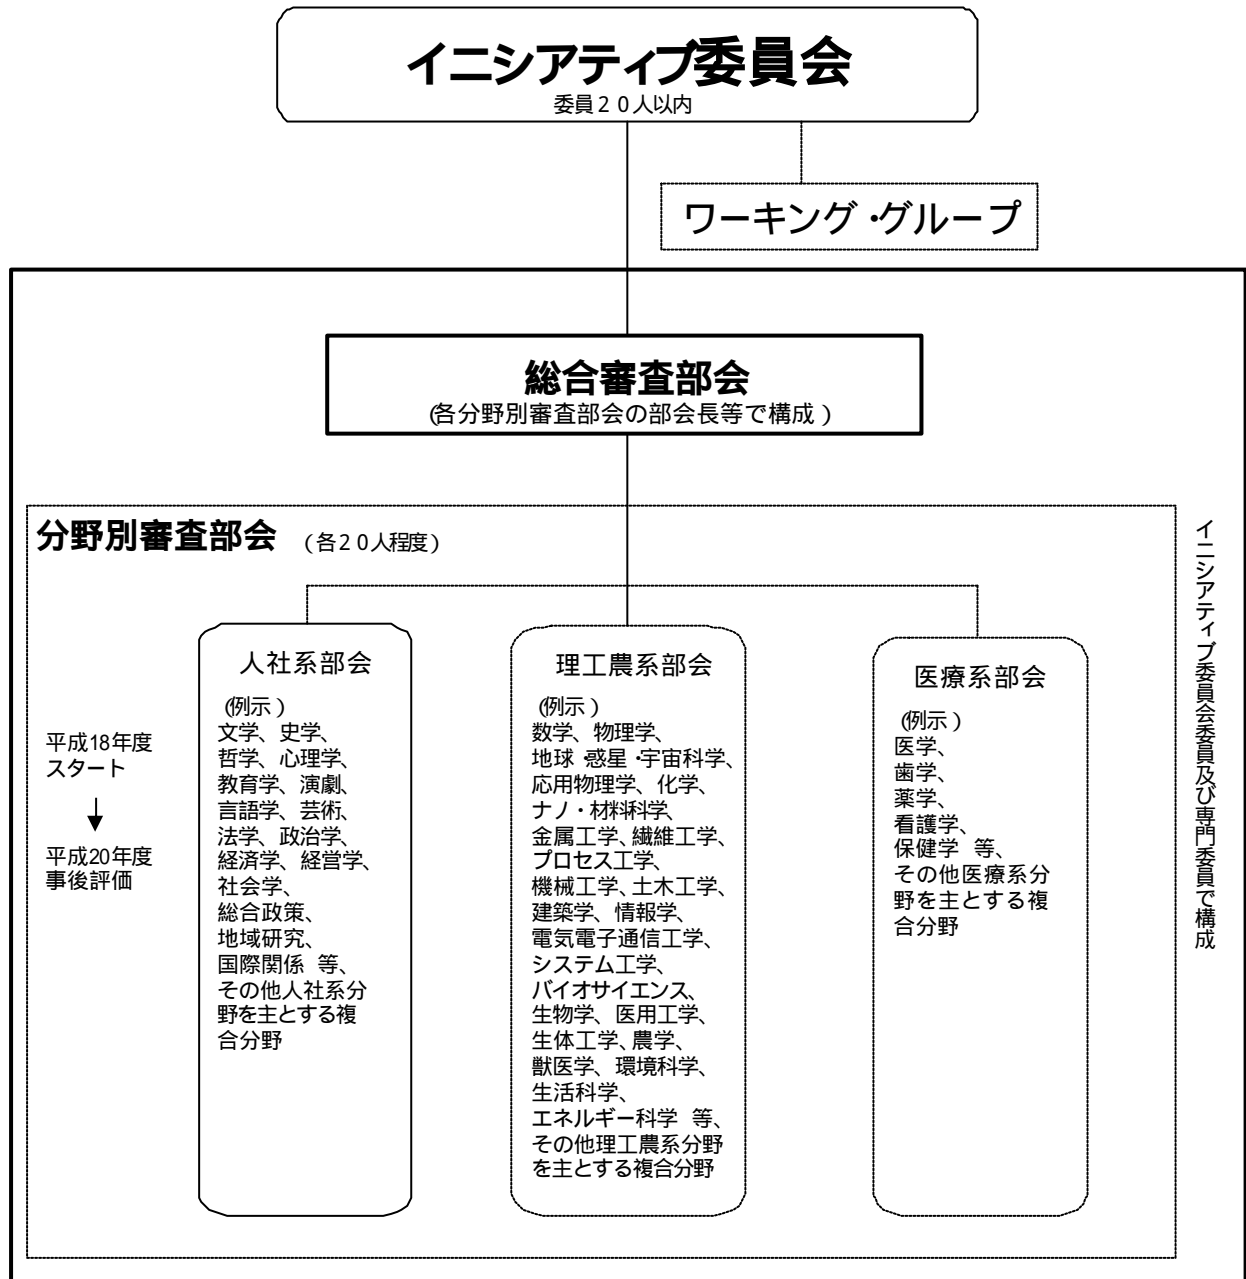 イニシアティブ委員会
委員２０人以内
ワーキング・グループ
総合審査部会
(各分野別審査部会の部会長等で構成)
分野別審査部会 (各２０人程度)
平成18年度
スタート
↓
平成20年度
事後評価
人社系部会
(例示)
文学、史学、
哲学、心理学、
教育学、演劇、
言語学、芸術、
法学、政治学、
経済学、経営学、
社会学、
総合政策、
地域研究、
国際関係 等、
その他人社系分
野を主とする複
合分野
理工農系部会
(例示)
数学、物理学、
地球・惑星・宇宙科学、
応用物理学、化学、
ナノ・材料科学、
金属工学、繊維工学、
プロセス工学、
機械工学、土木工学、
建築学、情報学、
電気電子通信工学、
システム工学、
バイオサイエンス、
生物学、医用工学、
生体工学、農学、
獣医学、環境科学、
生活科学、
エネルギー科学 等、
その他理工農系分野
を主とする複合分野
医療系部会
(例示)
医学、
歯学、
薬学、
看護学、
保健学 等、
その他医療系分
野を主とする複
合分野
イニシアティブ委員会委員及び専門委員で構成